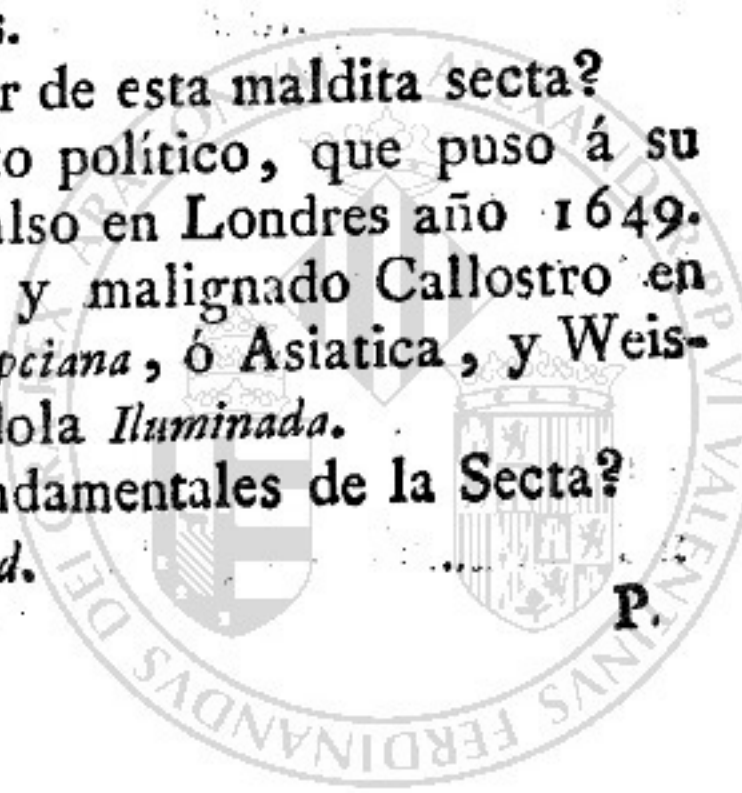 s.
r de esta maldita secta?
o político, que puso á su
also en Londres año 1649.
y malignado Callostro en
pciana, ó Asiatica, y Weis-
dola Iluminada.
ndamentales de la Secta?
d.
P.